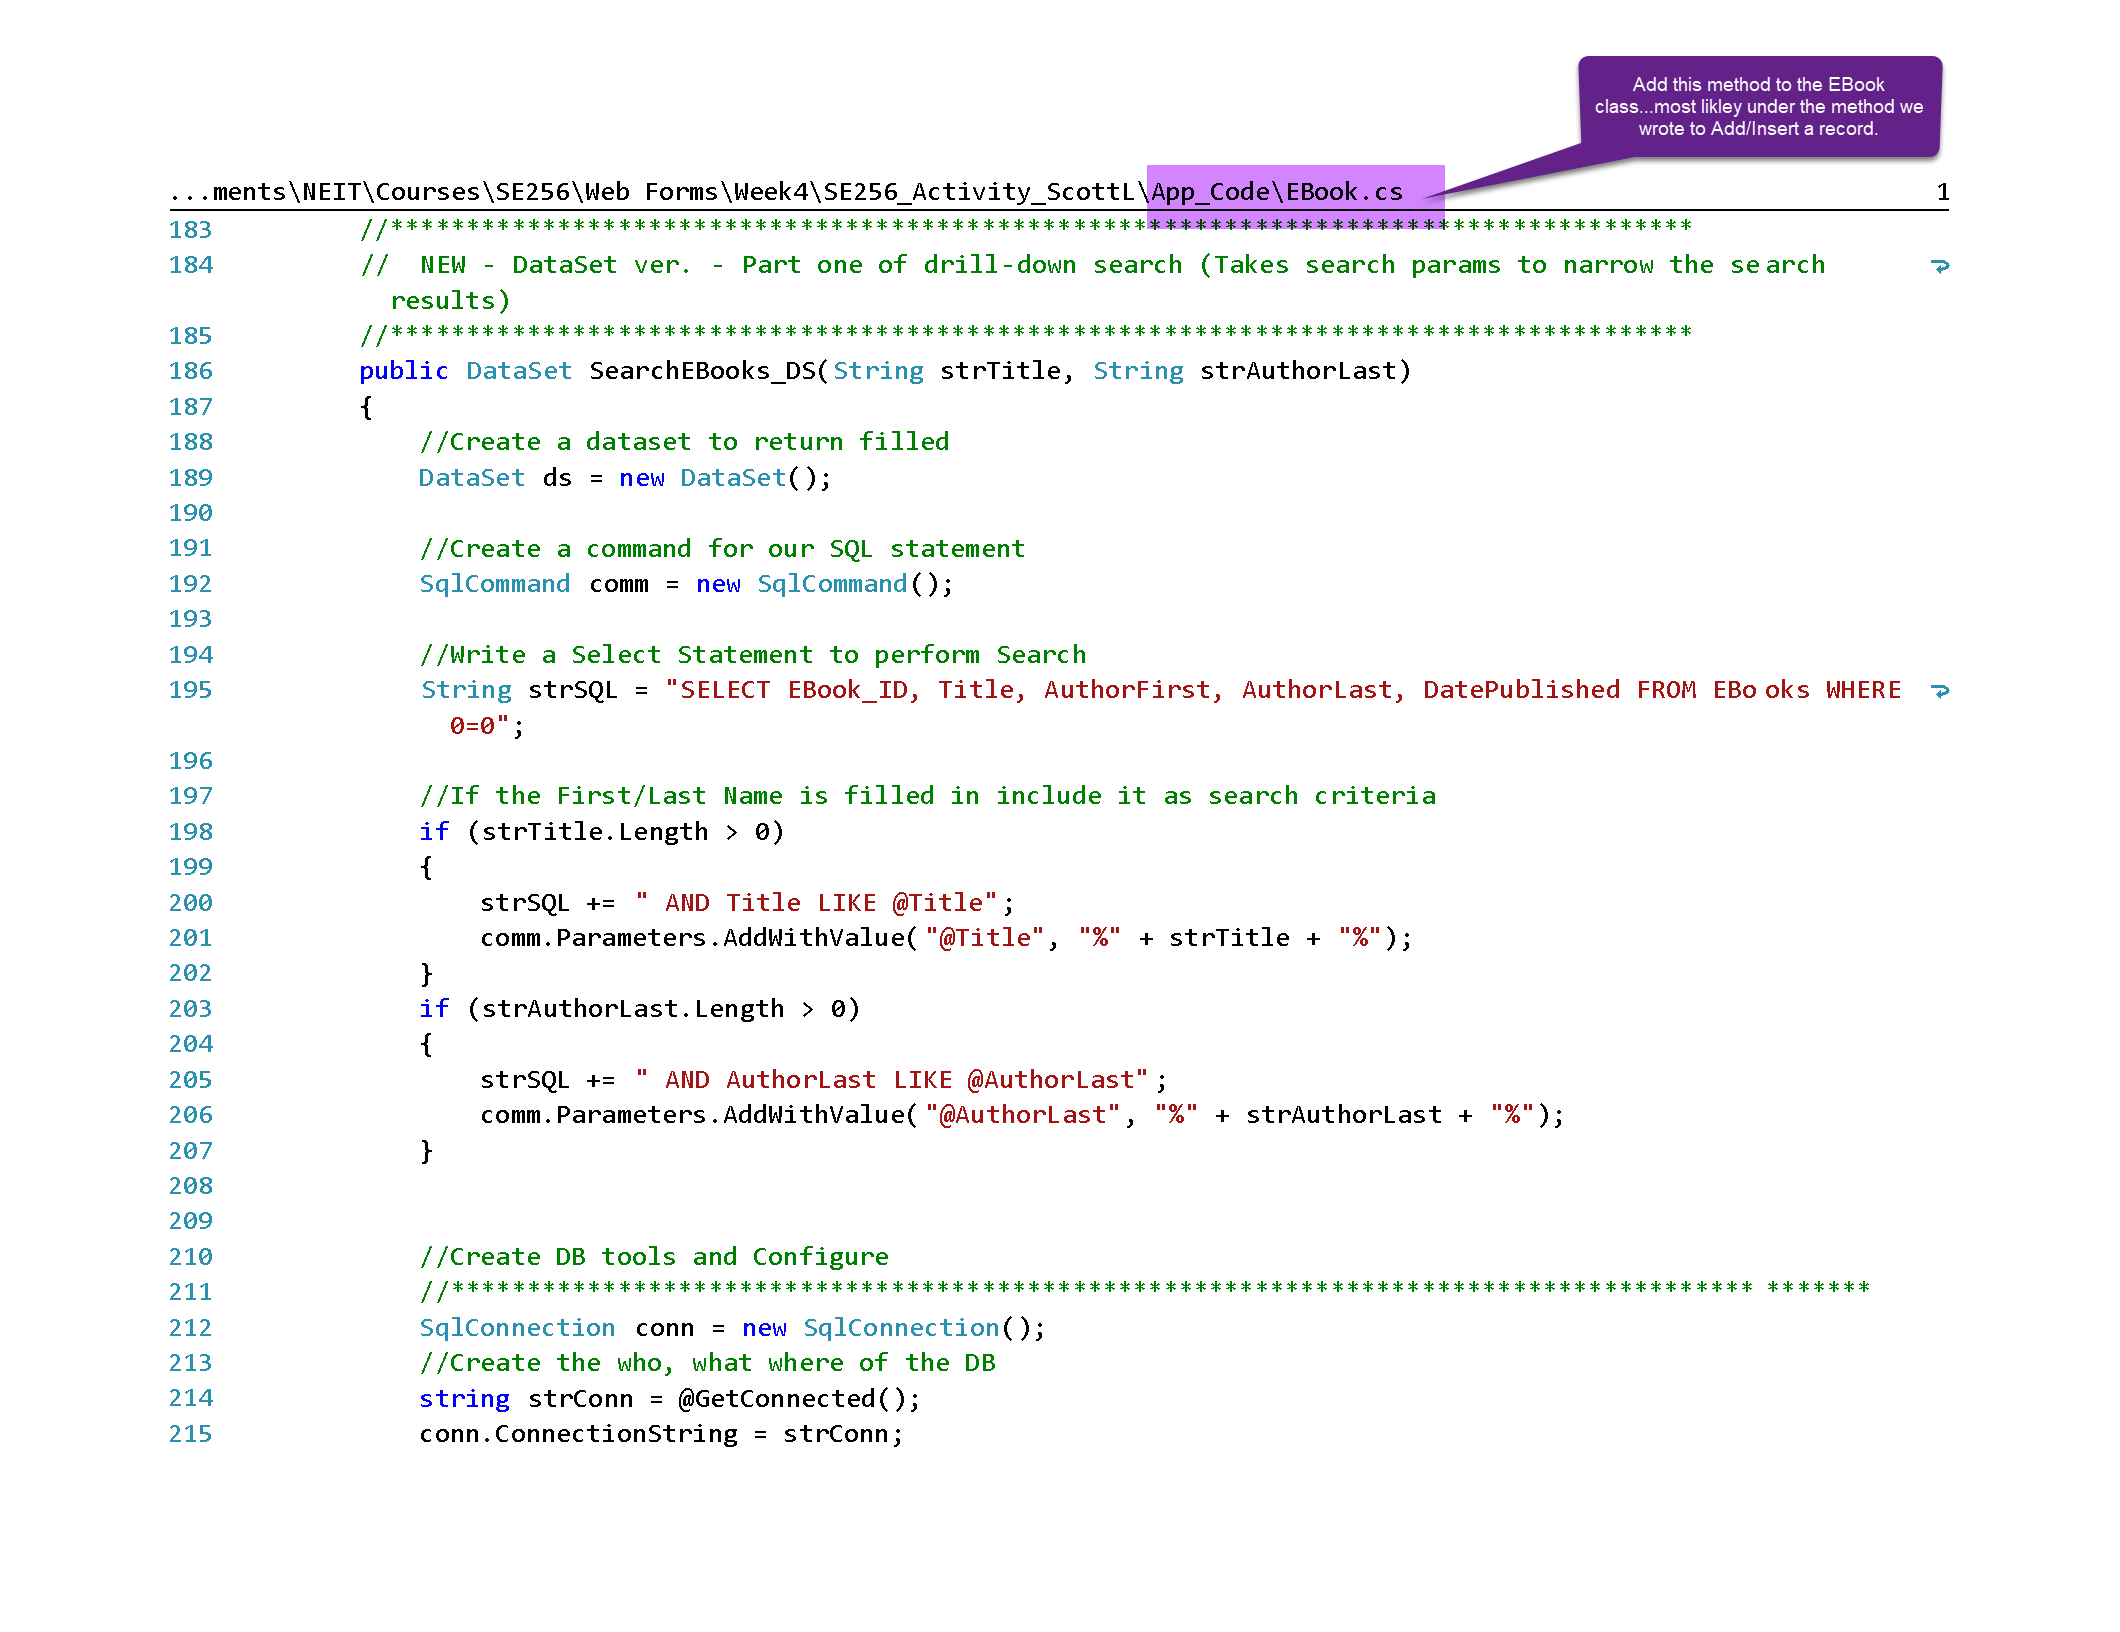 Add this method to the EBook
class...most likley under the method we
wrote to Add/Insert a record.
...ments\NEIT\Courses\SE256\Web Forms\Week4\SE256_Activity_ScottL\App_Code\EBook.cs 1
183 //*************************************************************************************
184 //  NEW - DataSet ver. - Part one of drill-down search (Takes search params to narrow the search
results)
185 //*************************************************************************************
186 public DataSet SearchEBooks_DS(String strTitle, String strAuthorLast)
187 {
188 //Create a dataset to return filled
189 DataSet ds = new DataSet();
190
191 //Create a command for our SQL statement
192 SqlCommand comm = new SqlCommand();
193
194 //Write a Select Statement to perform Search
195 String strSQL = "SELECT EBook_ID, Title, AuthorFirst, AuthorLast, DatePublished FROM EBooks WHERE
0=0";
196
197 //If the First/Last Name is filled in include it as search criteria
198 if (strTitle.Length > 0)
199 {
200 strSQL += " AND Title LIKE @Title";
201 comm.Parameters.AddWithValue("@Title", "%" + strTitle + "%");
202 }
203 if (strAuthorLast.Length > 0)
204 {
205 strSQL += " AND AuthorLast LIKE @AuthorLast";
206 comm.Parameters.AddWithValue("@AuthorLast", "%" + strAuthorLast + "%");
207 }
208
209
210 //Create DB tools and Configure
211 //************************************************************************************* *******
212 SqlConnection conn = new SqlConnection();
213 //Create the who, what where of the DB
214 string strConn = @GetConnected();
215 conn.ConnectionString = strConn;